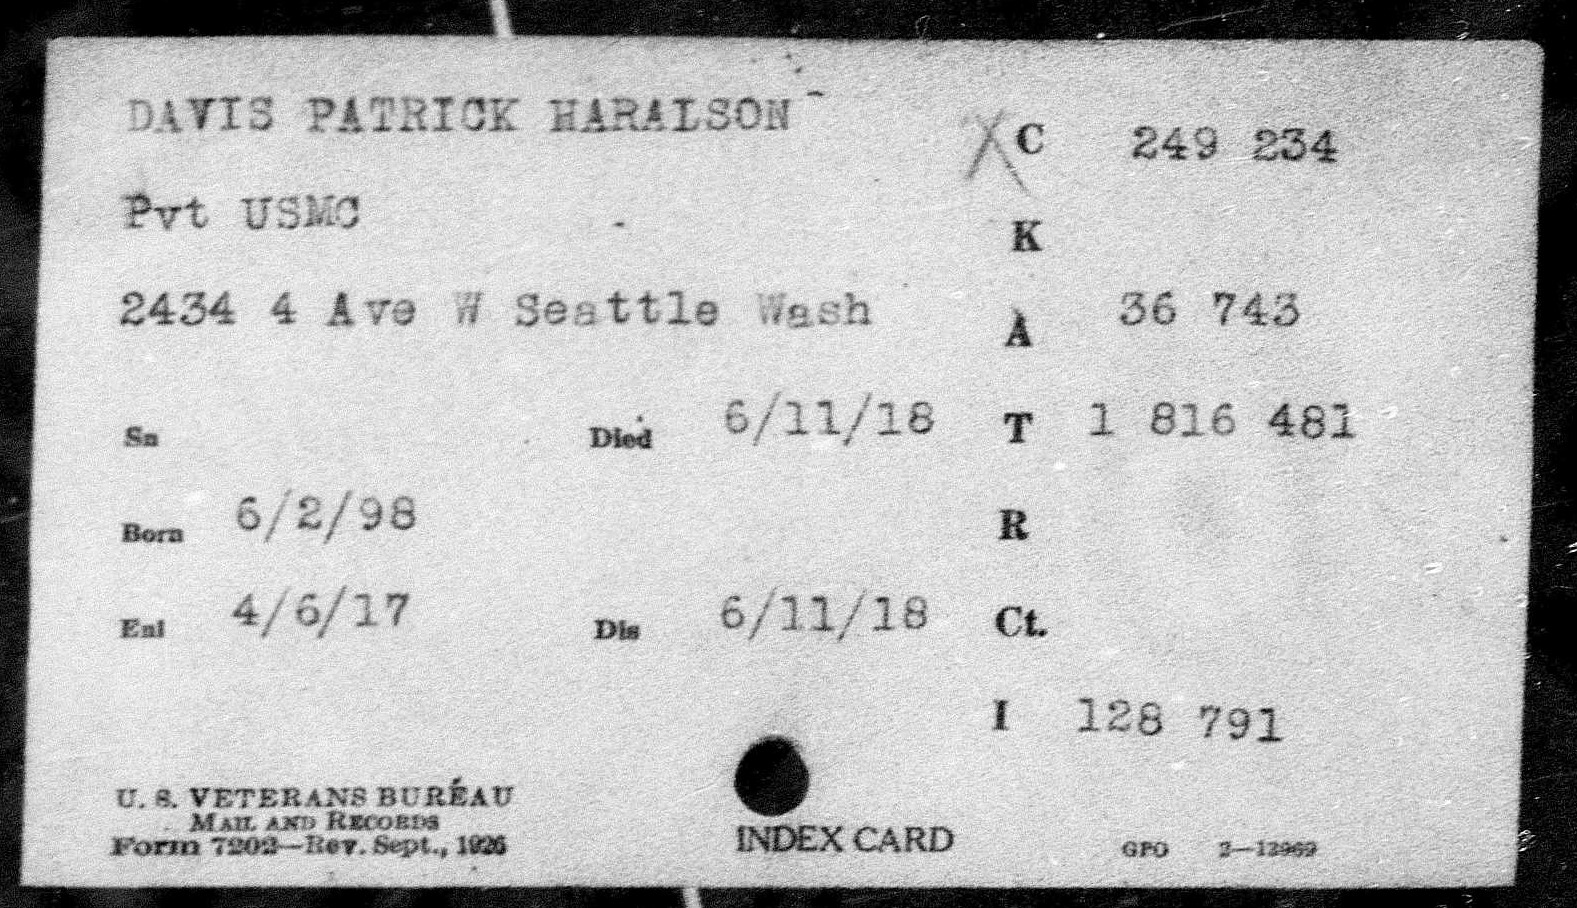 DAVIS PATRICK HARALSON
X C 249 234
Pvt USMC
K
2434 4 Ave W Seattle Wash
A 36 743
Sn
Died 6/11/18
T 1 816 481
Born 6/2/98
R
Enl 4/6/17
Dis 6/11/18
Ct.
I 128 791
U. S. VETERANS BUREAU
MAIL AND RECORDS
Form 7202—Rev. Sept., 1926
INDEX CARD
GPO 2—12969